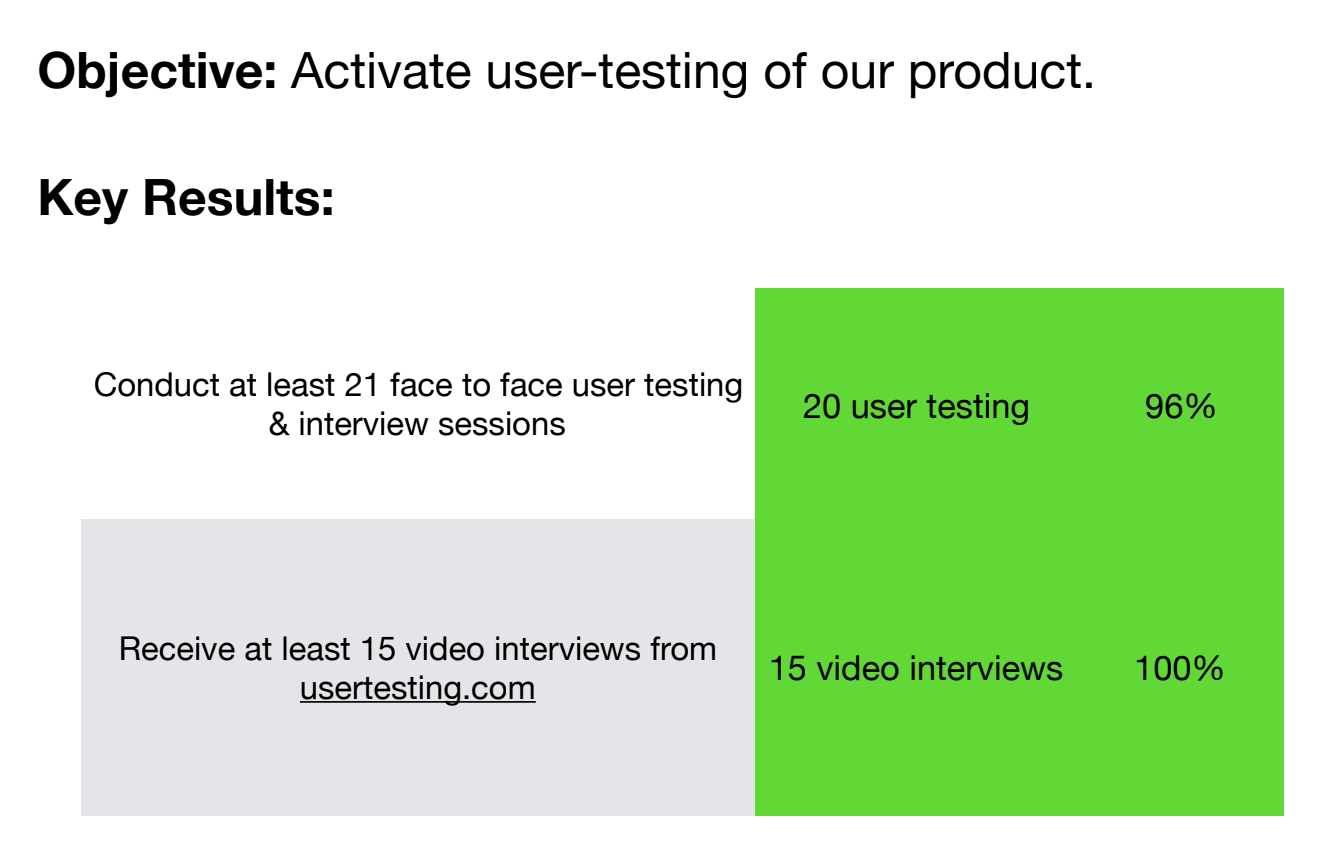 Objective: Activate user-testing of our product.
Key Results:
Conduct at least 21 face to face user testing
& interview sessions
20 user testing
96%
Receive at least 15 video interviews from
usertesting.com
15 video interviews
100%